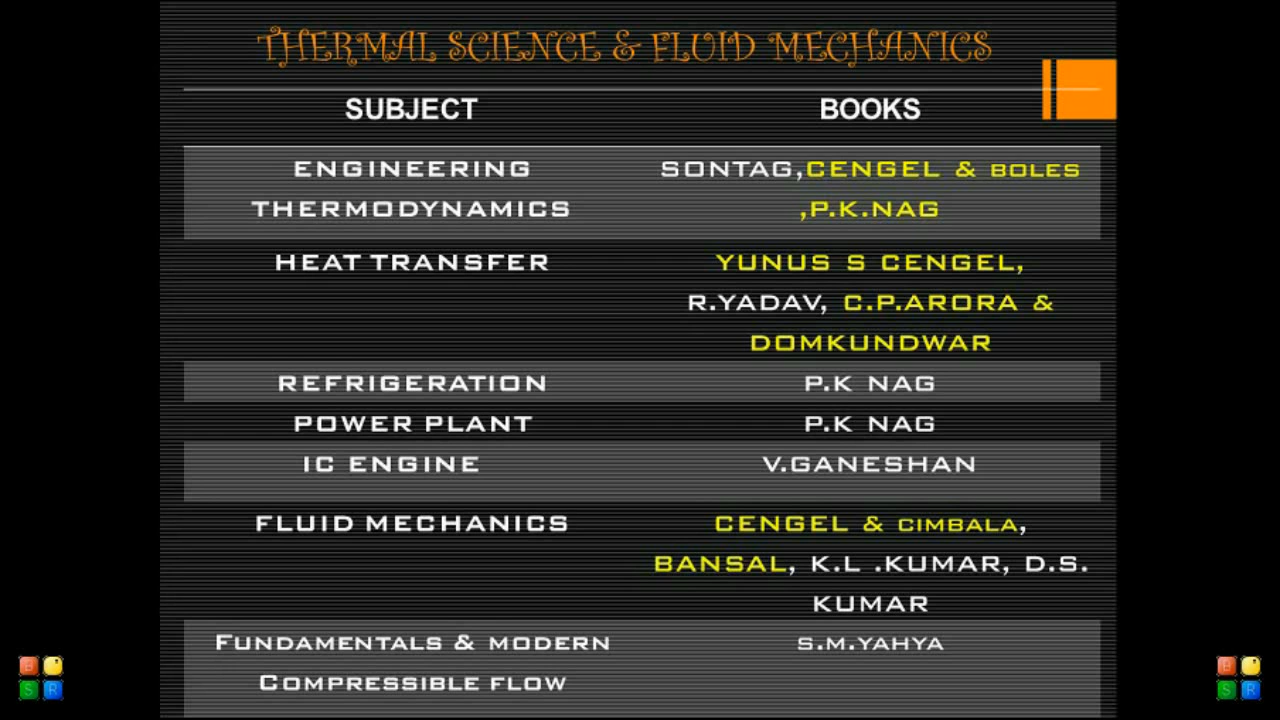 THERMAL SCIENCE & FLUID MECHANICS
SUBJECT BOOKS
ENGINEERING SONTAG,CENGEL & BOLES
THERMODYNAMICS ,P.K.NAG
HEAT TRANSFER YUNUS S CENGEL,
R.YADAV, C.P.ARORA &
DOMKUNDWAR
REFRIGERATION P.K NAG
POWER PLANT P.K NAG
IC ENGINE V.GANESHAN
FLUID MECHANICS CENGEL & CIMBALA,
BANSAL, K.L .KUMAR, D.S.
KUMAR
FUNDAMENTALS & MODERN S.M.YAHYA
COMPRESSIBLE FLOW
B
S R
B
S R